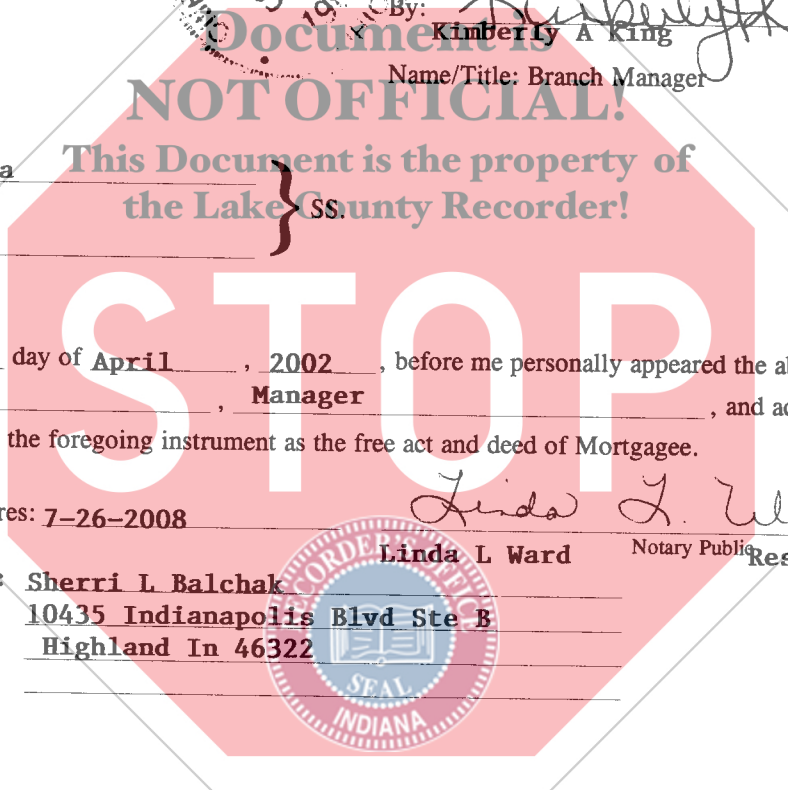 By:
Document is
Kimberly A King
Name/Title: Branch Manager
NOT OFFICIAL!
This Document is the property of
a
the Lake County Recorder!
SS.
STOP
day of April , 2002 , before me personally appeared the
, Manager , and
the foregoing instrument as the free act and deed of Mortgagee.
res: 7-26-2008
Linda L.
Linda L Ward Notary Public Res
: Sherri L Balchak
10435 Indianapolis Blvd Ste B
Highland In 46322
RECORDER'S OFFICE
SEAL
INDIANA